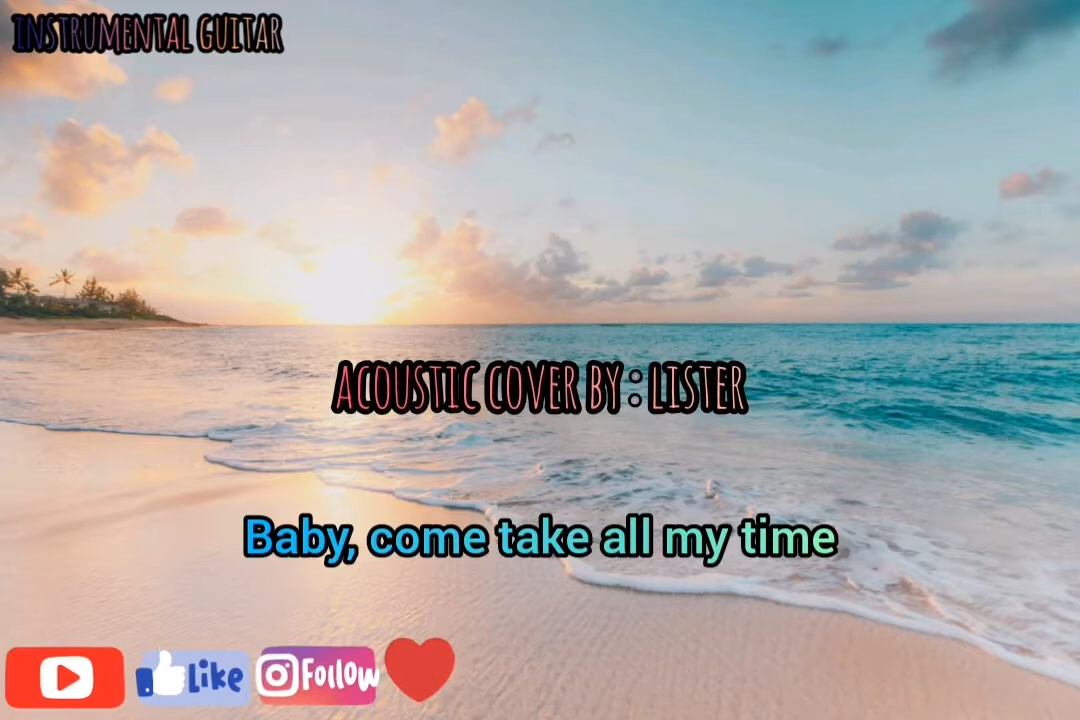 INSTRUMENTAL GUITAR
ACOUSTIC COVER BY : LISTER
Baby, come take all my time
Like
Follow